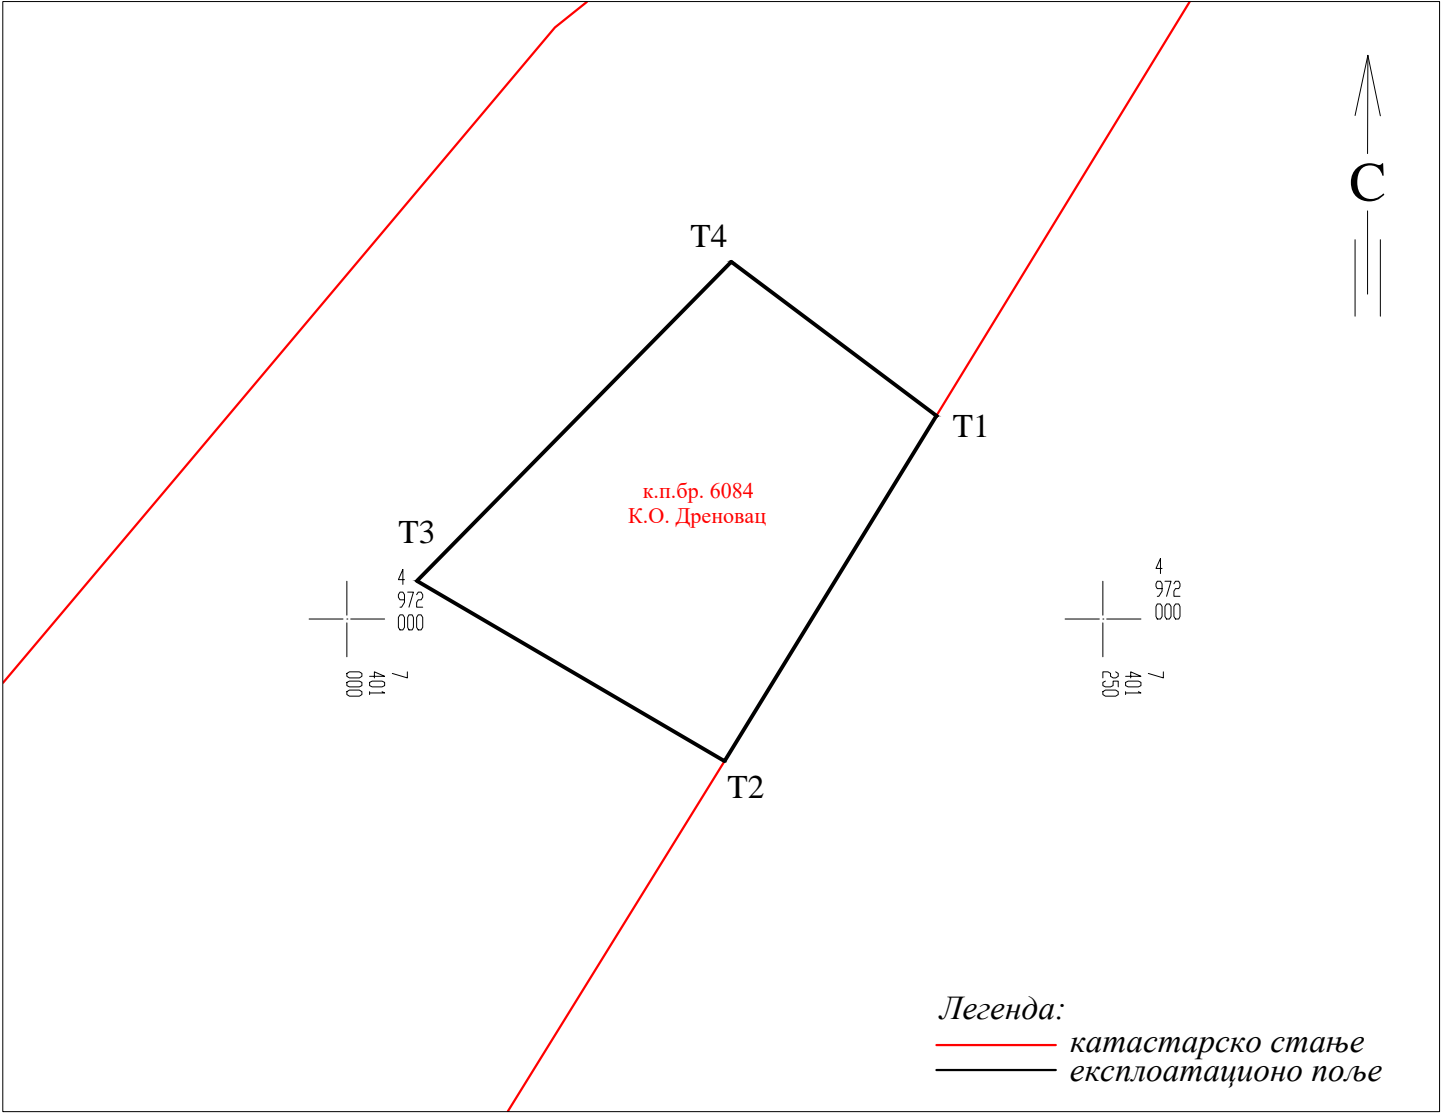 С
Т4
Т1
к.п.бр. 6084
К.О. Дреновац
Т3
4
972
000
7
401
000
4
972
000
7
401
250
Т2
Легенда:
катастарско стање
експлоатационо поље